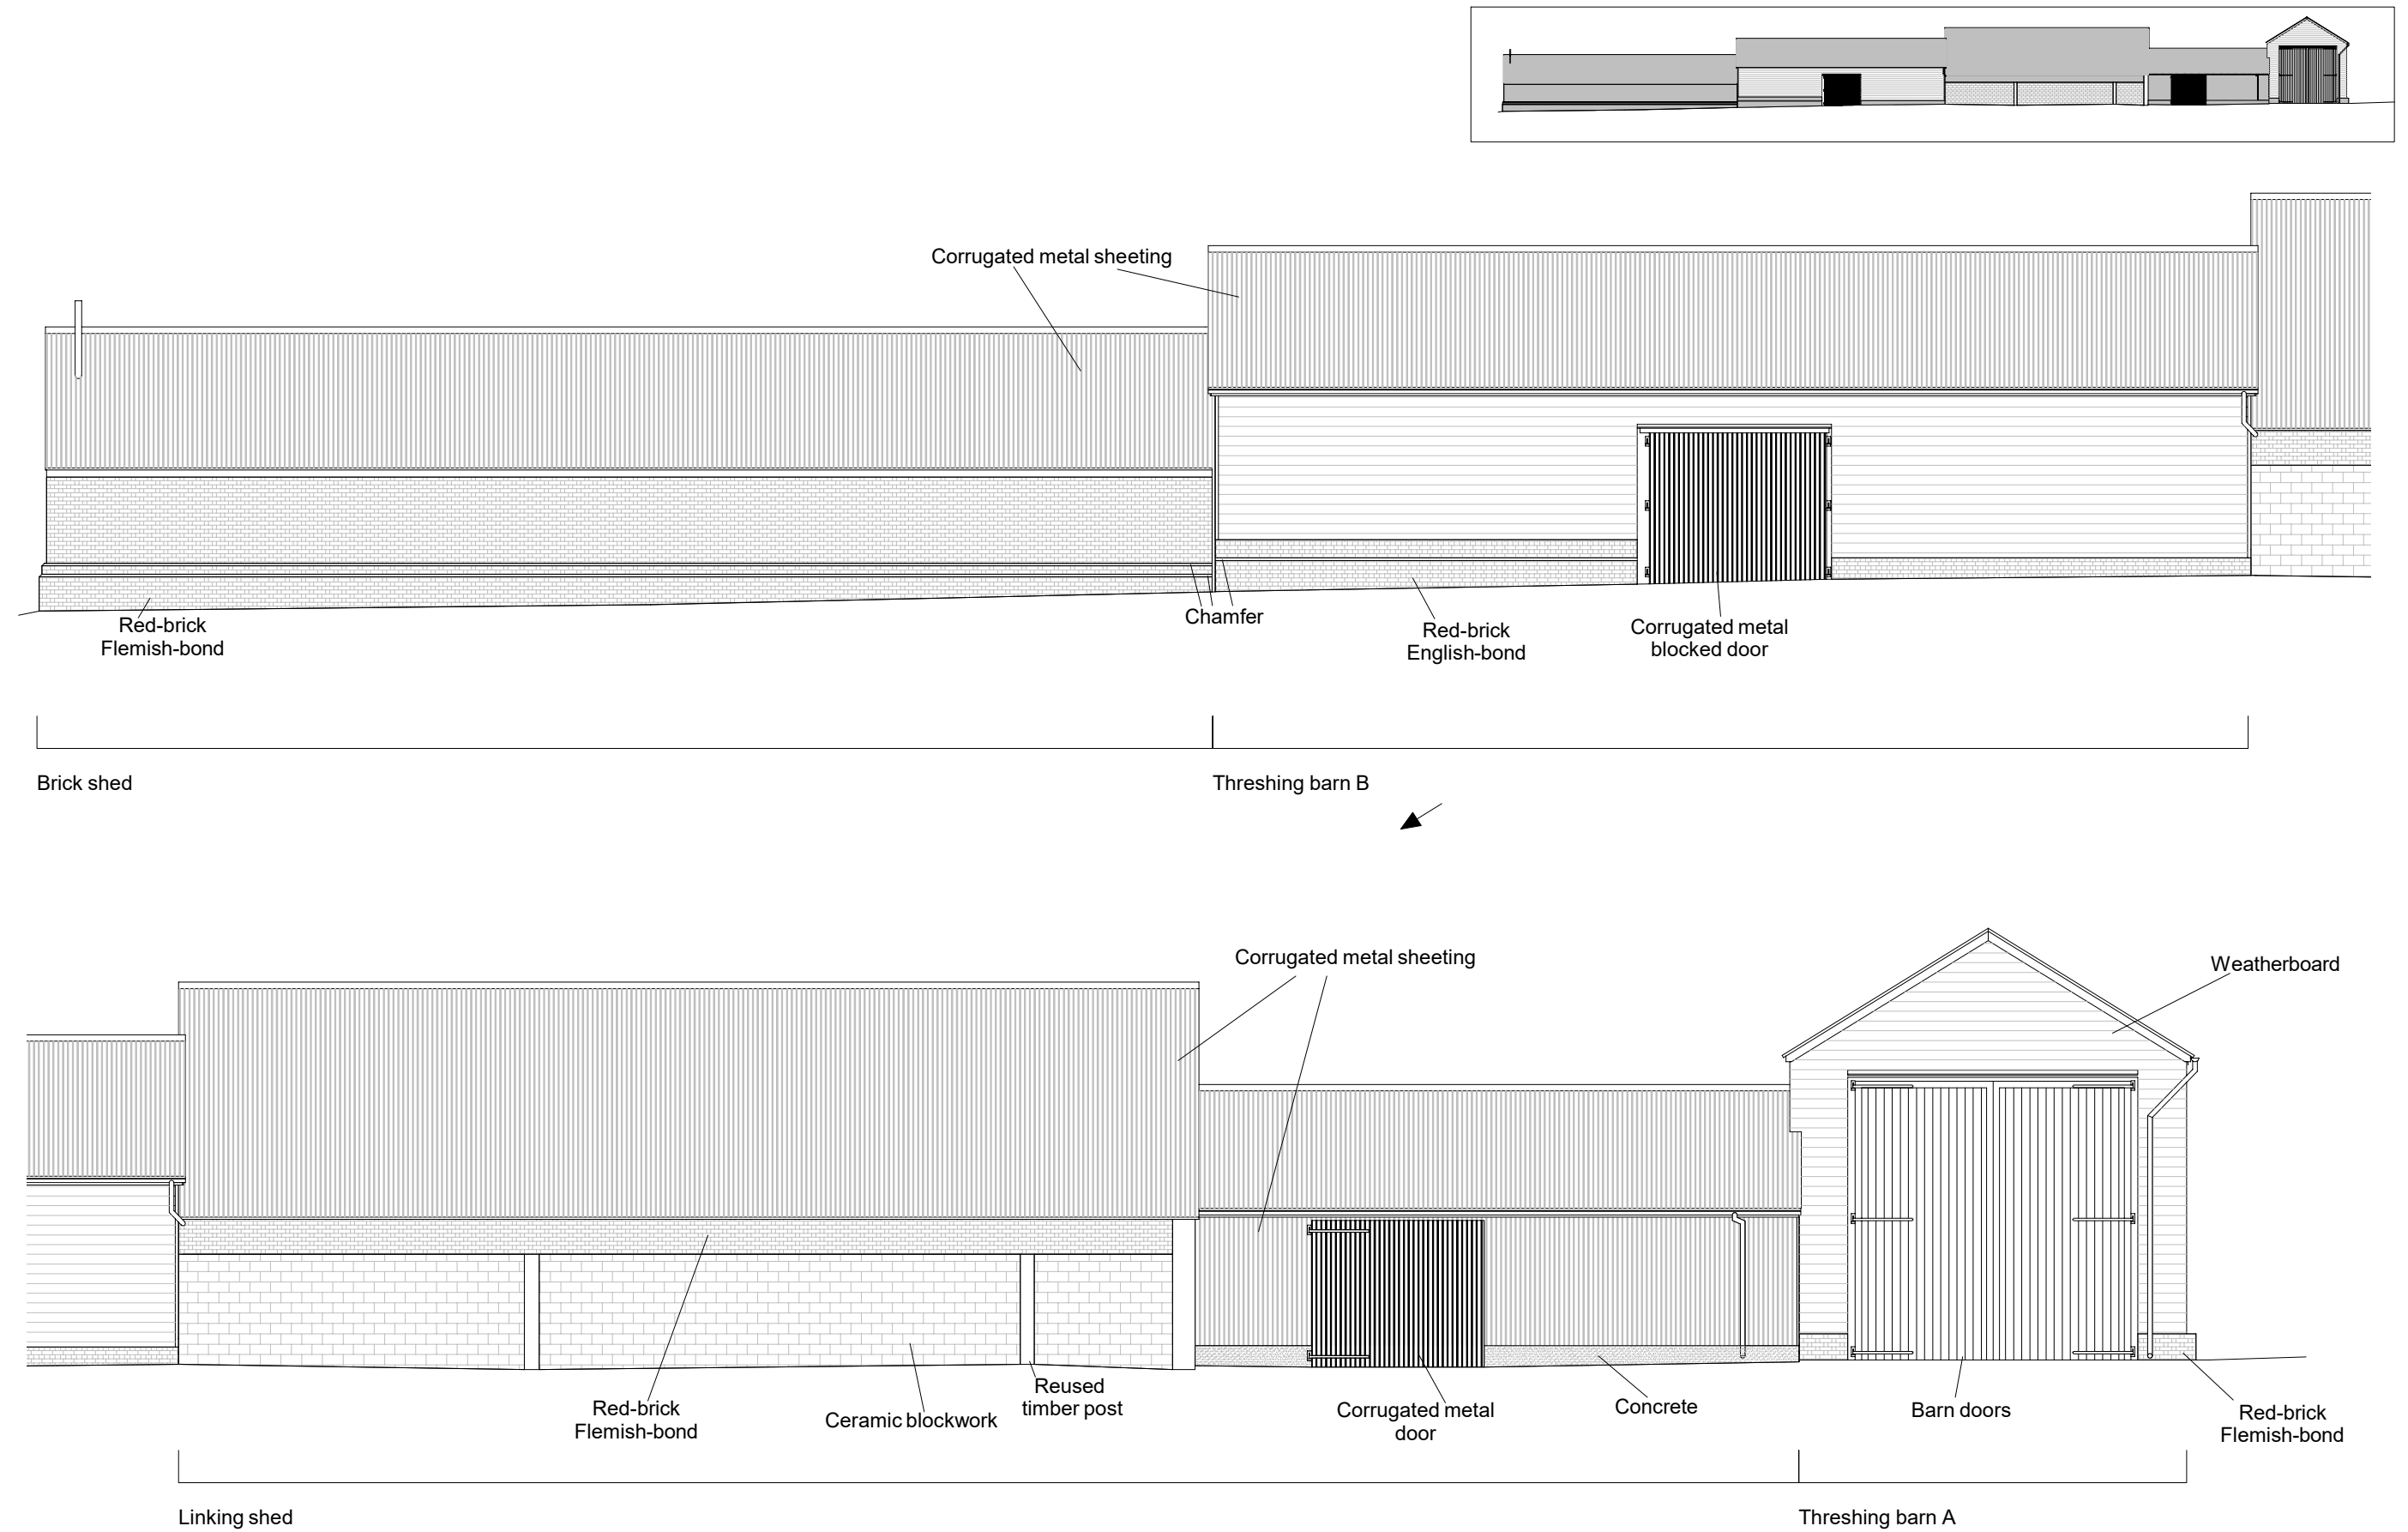 Corrugated metal sheeting
Chamfer
Red-brick
Flemish-bond
Red-brick
English-bond
Corrugated metal
blocked door
Brick shed
Threshing barn B
Corrugated metal sheeting
Weatherboard
Red-brick
Flemish-bond
Ceramic blockwork
Reused
timber post
Corrugated metal
door
Concrete
Barn doors
Red-brick
Flemish-bond
Linking shed
Threshing barn A